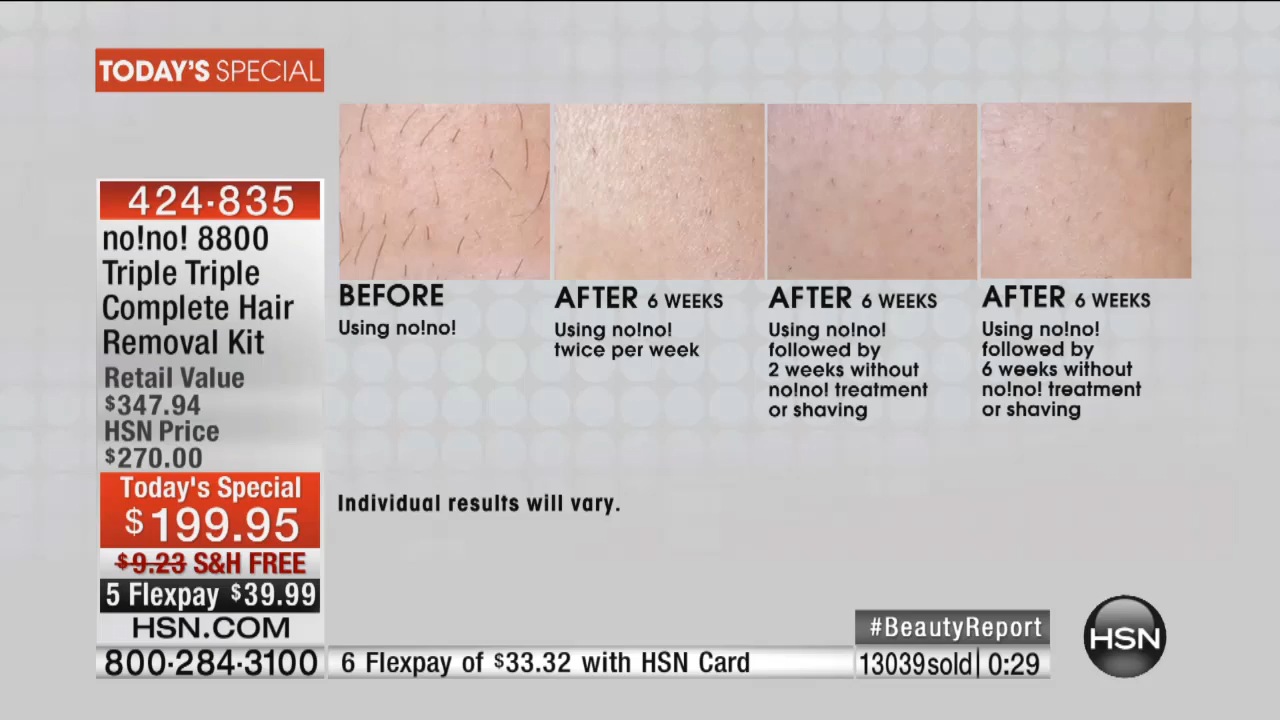 TODAY'S SPECIAL
424-835
no!no! 8800
Triple Triple
Complete Hair
Removal Kit
Retail Value
$347.94
HSN Price
$270.00
Today's Special
$199.95
$9.23 S&H FREE
5 Flexpay $39.99
HSN.COM
800-284-3100
BEFORE
Using no!no!
AFTER 6 WEEKS
Using no!no!
twice per week
AFTER 6 WEEKS
Using no!no!
followed by
2 weeks without
no!no! treatment
or shaving
AFTER 6 WEEKS
Using no!no!
followed by
6 weeks without
no!no! treatment
or shaving
Individual results will vary.
#BeautyReport
HSN
6 Flexpay of $33.32 with HSN Card
13039 sold | 0:29